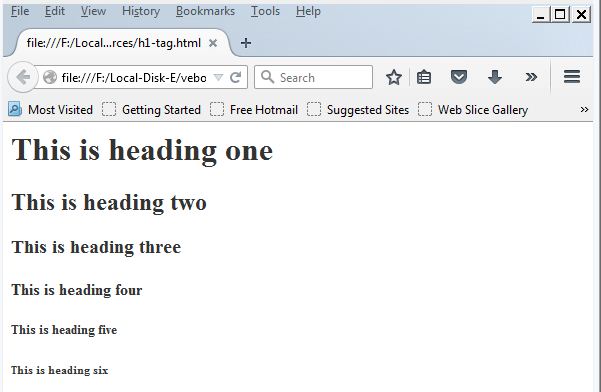 File Edit View History Bookmarks Tools Help
file:///F:/Local...rces/h1-tag.html
file:///F:/Local-Disk-E/vebo
Search
Most Visited Getting Started Free Hotmail Suggested Sites Web Slice Gallery
This is heading one
This is heading two
This is heading three
This is heading four
This is heading five
This is heading six